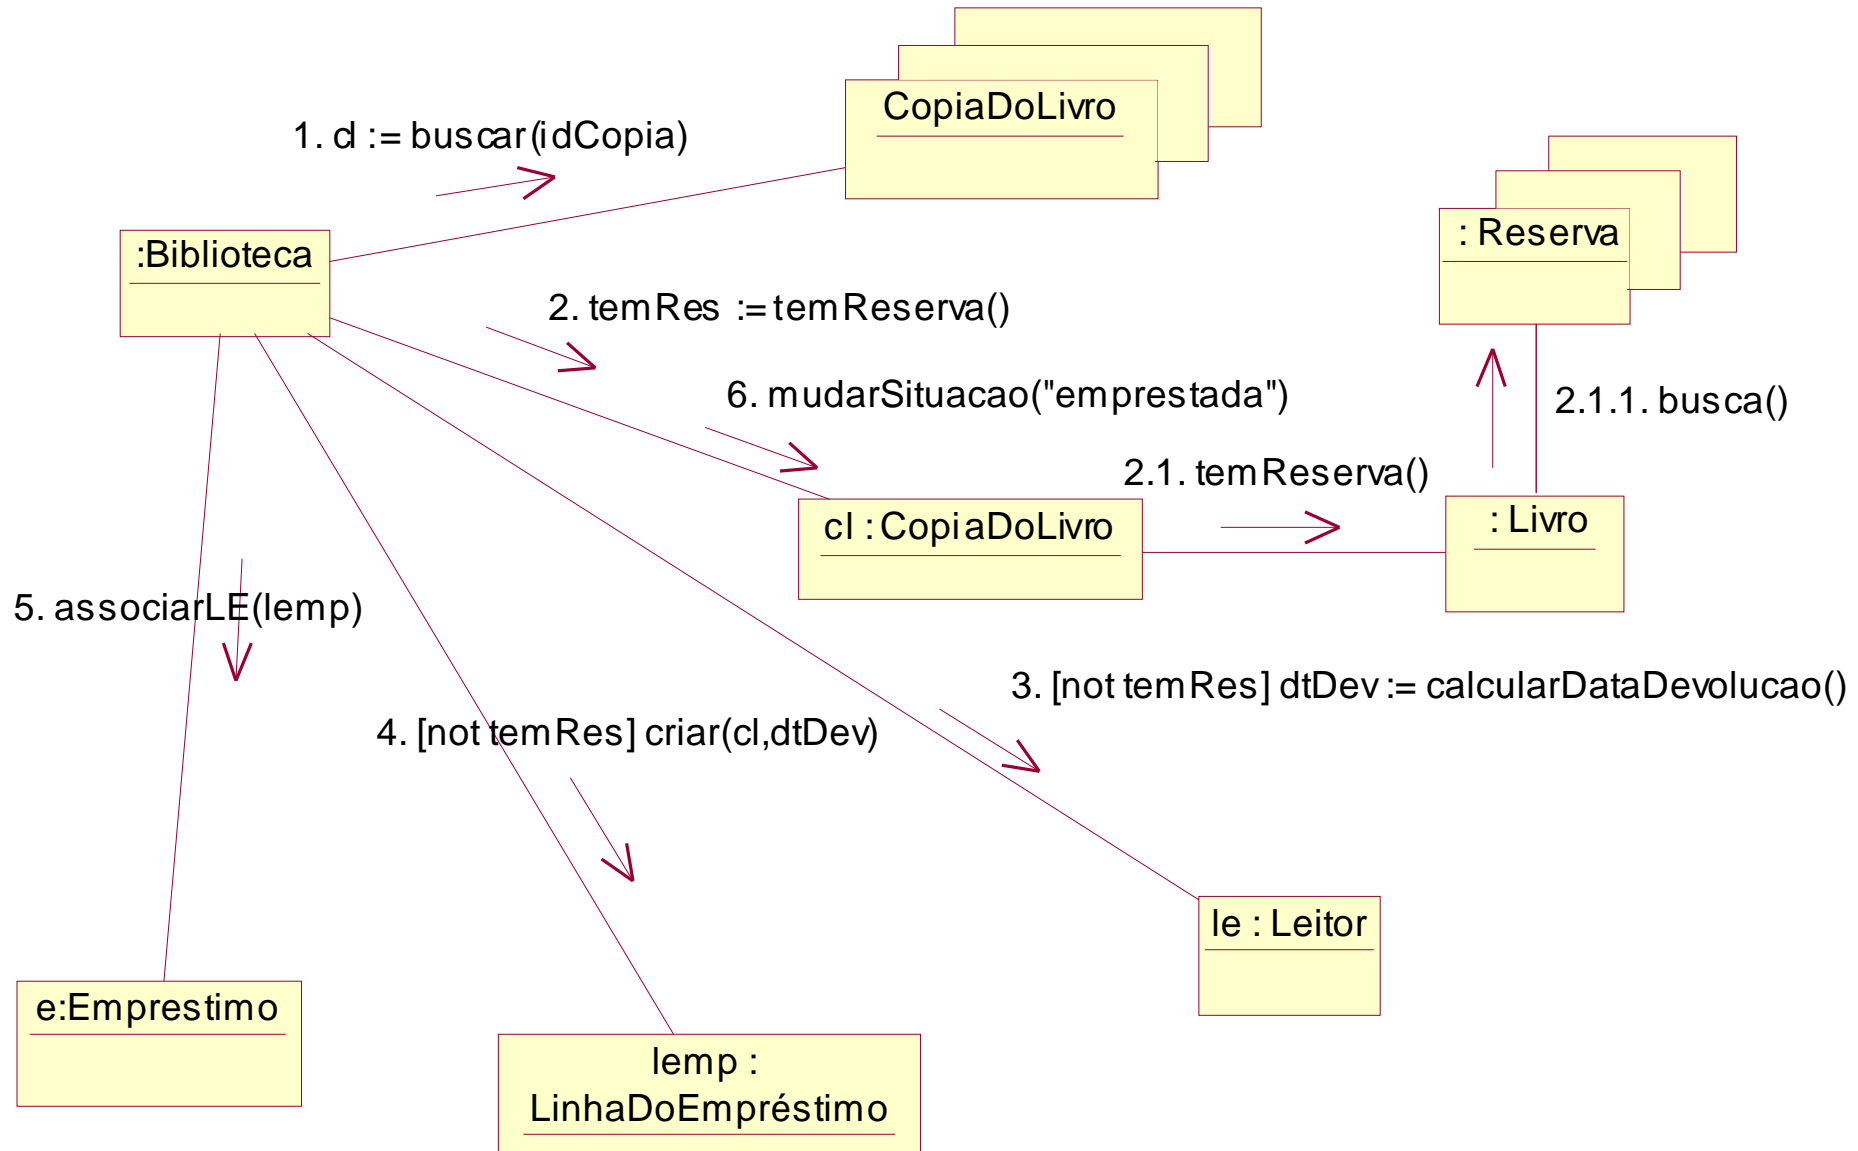 CopiaDoLivro
1. cl := buscar(idCopia)
:Biblioteca
: Reserva
2. temRes := temReserva()
6. mudarSituacao("emprestada")
2.1.1. busca()
2.1. temReserva()
cl : CopiaDoLivro
: Livro
5. associarLE(lemp)
3. [not temRes] dtDev := calcularDataDevolucao()
4. [not temRes] criar(cl,dtDev)
le : Leitor
e:Emprestimo
lemp :
LinhaDoEmpréstimo